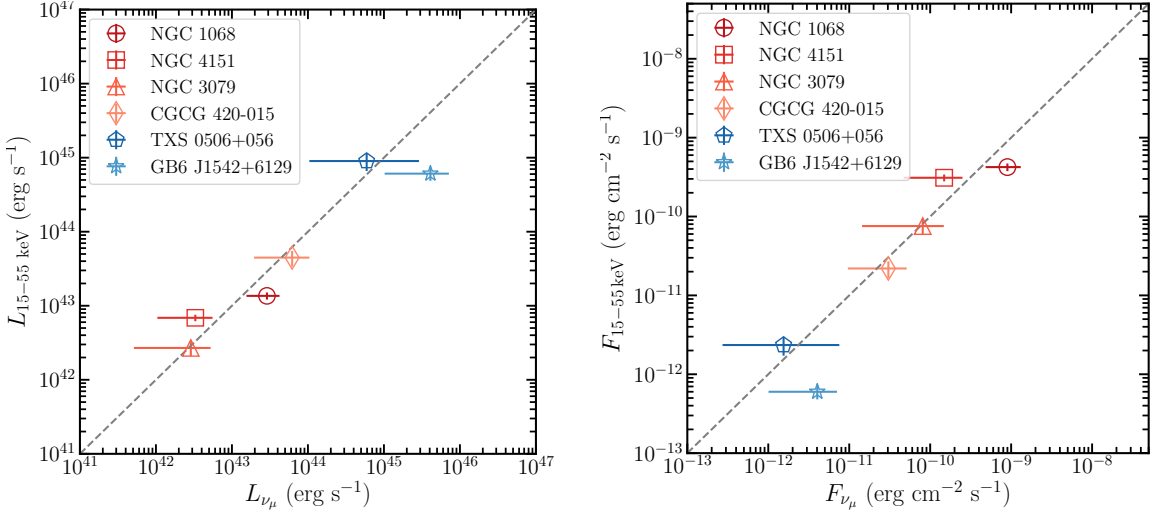 10^47
10^46
10^45
10^44
10^43
10^42
10^41
L_{15−55 keV} (erg s^−1)
NGC 1068
NGC 4151
NGC 3079
CGCG 420-015
TXS 0506+056
GB6 J1542+6129
10^41 10^42 10^43 10^44 10^45 10^46 10^47
L_{ν_μ} (erg s^−1)
10^−8
10^−9
10^−10
10^−11
10^−12
10^−13
F_{15−55 keV} (erg cm^−2 s^−1)
NGC 1068
NGC 4151
NGC 3079
CGCG 420-015
TXS 0506+056
GB6 J1542+6129
10^−13 10^−12 10^−11 10^−10 10^−9 10^−8
F_{ν_μ} (erg cm^−2 s^−1)